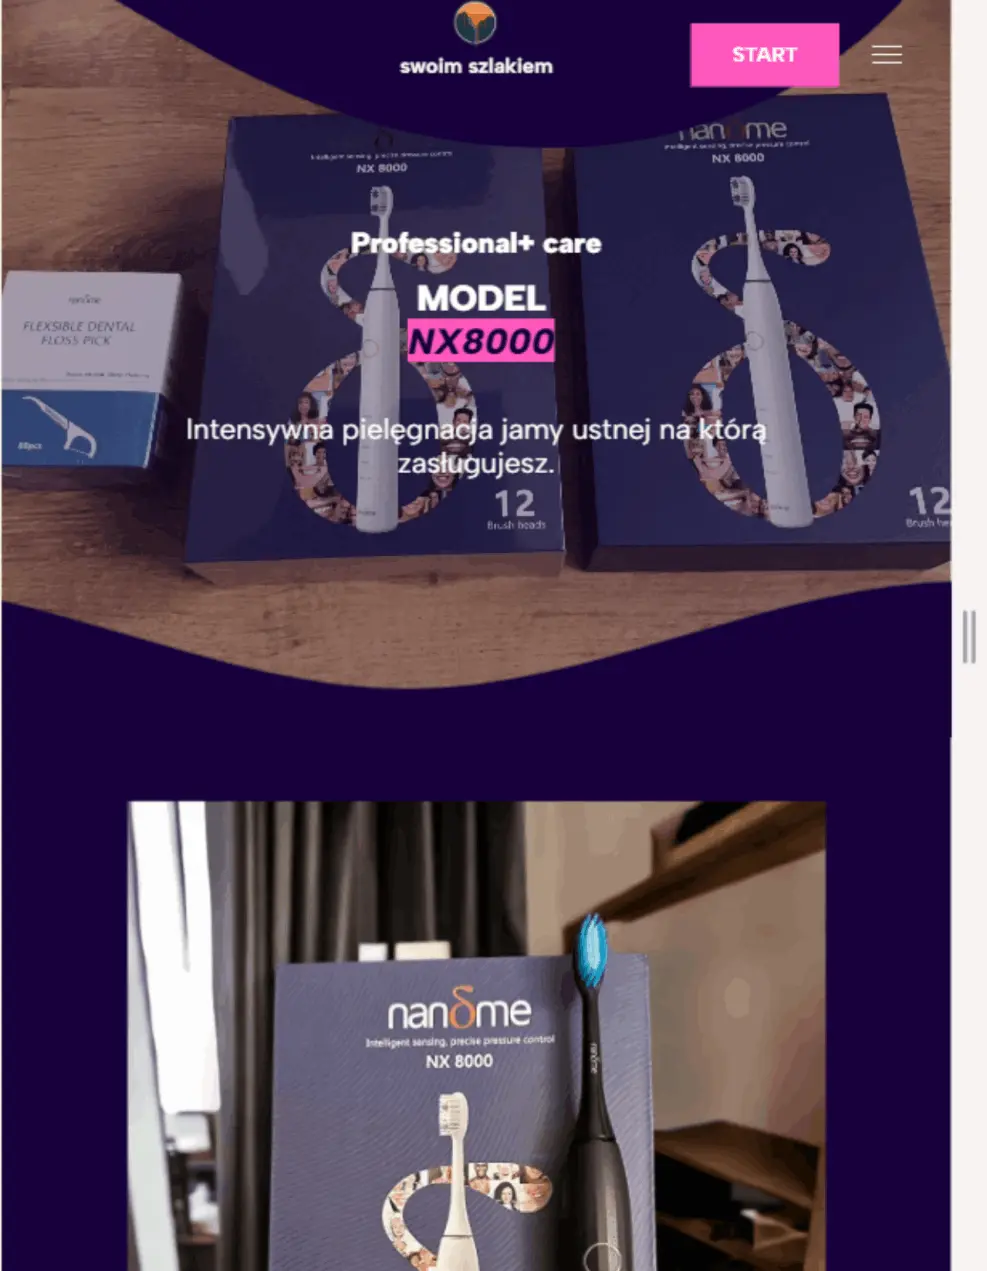 swoim szlakiem
START
nanome
Intelligent sensing, precise pressure control
NX 8000
Intelligent sensing, precise pressure control
NX 8000
Professional+ care
MODEL
NX8000
nanome
FLEXSIBLE DENTAL
FLOSS PICK
Intensywna pielęgnacja jamy ustnej na którą
zasługujesz.
12
Brush heads
12
Brush he
nanδme
Intelligent sensing, precise pressure control
NX 8000
nanδme